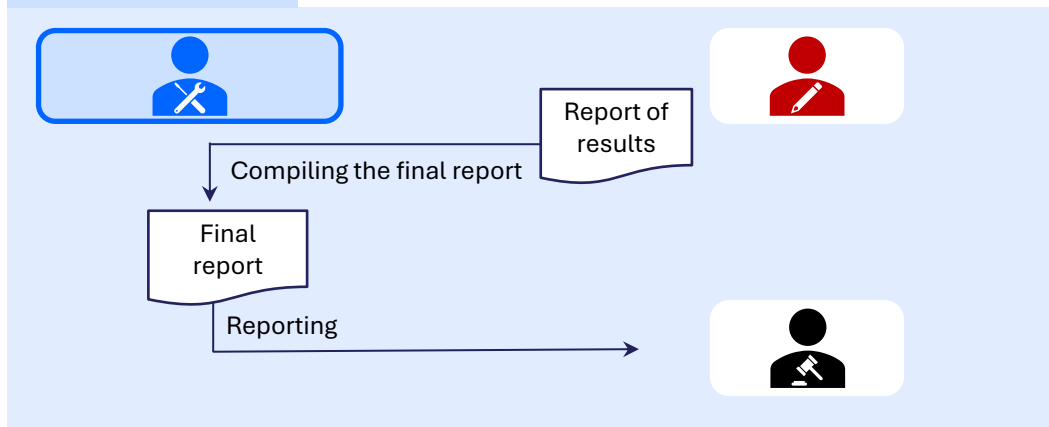 Report of
results
Compiling the final report
Final
report
Reporting